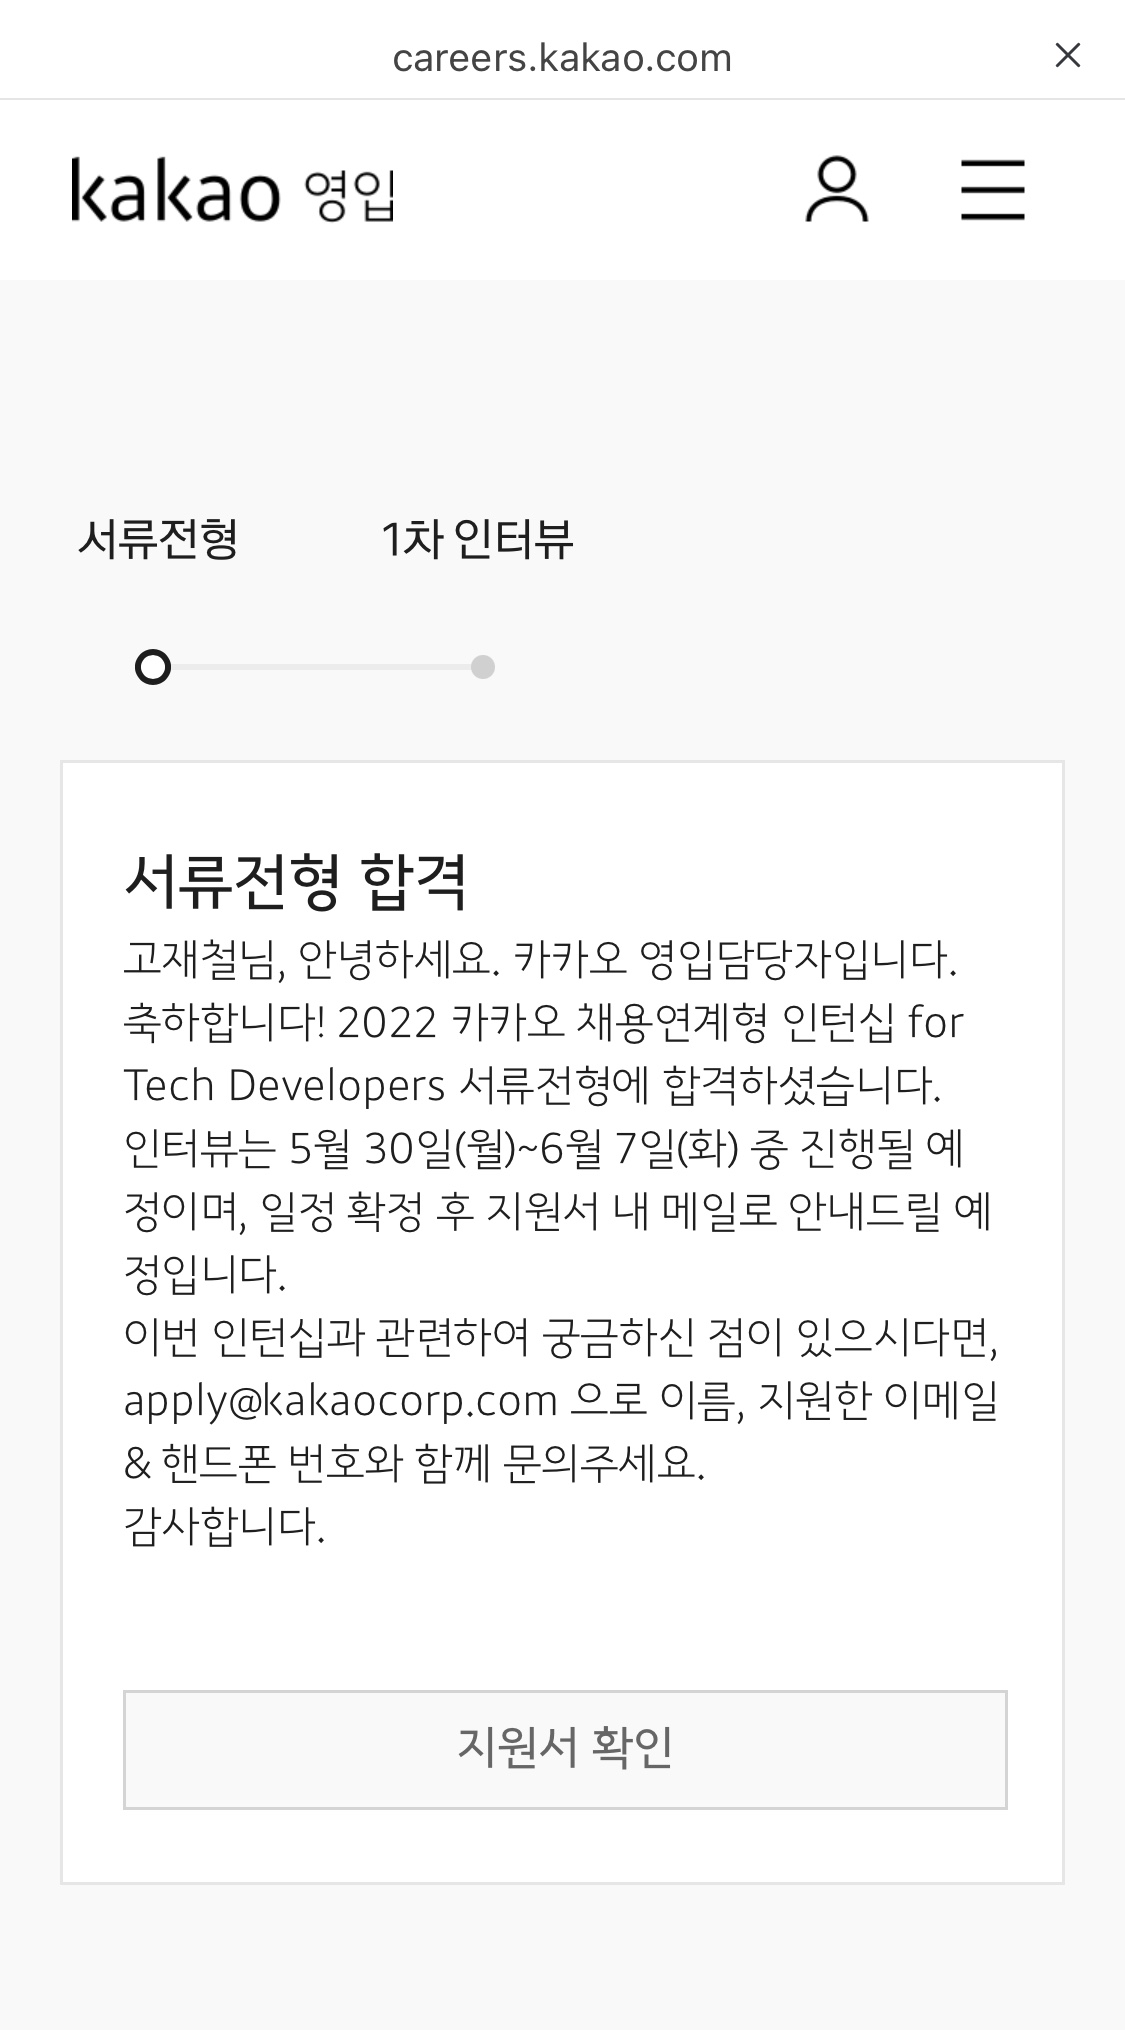 careers.kakao.com
kakao 영입
서류전형 1차 인터뷰
서류전형 합격
고재철님, 안녕하세요. 카카오 영입담당자입니다.
축하합니다! 2022 카카오 채용연계형 인턴십 for
Tech Developers 서류전형에 합격하셨습니다.
인터뷰는 5월 30일(월)~6월 7일(화) 중 진행될 예
정이며, 일정 확정 후 지원서 내 메일로 안내드릴 예
정입니다.
이번 인턴십과 관련하여 궁금하신 점이 있으시다면,
apply@kakaocorp.com 으로 이름, 지원한 이메일
& 핸드폰 번호와 함께 문의주세요.
감사합니다.
지원서 확인